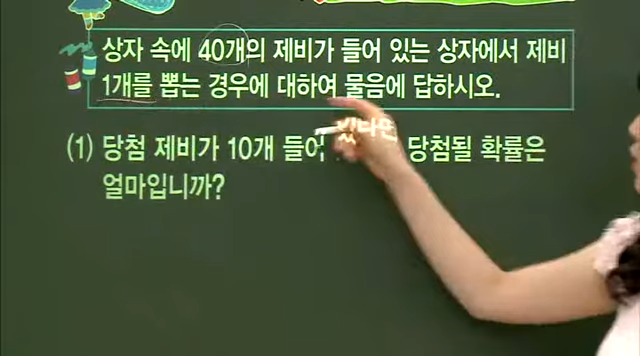 상자 속에 40개의 제비가 들어 있는 상자에서 제비
1개를 뽑는 경우에 대하여 물음에 답하시오.
(1) 당첨 제비가 10개 들어 있다면 당첨될 확률은
얼마입니까?